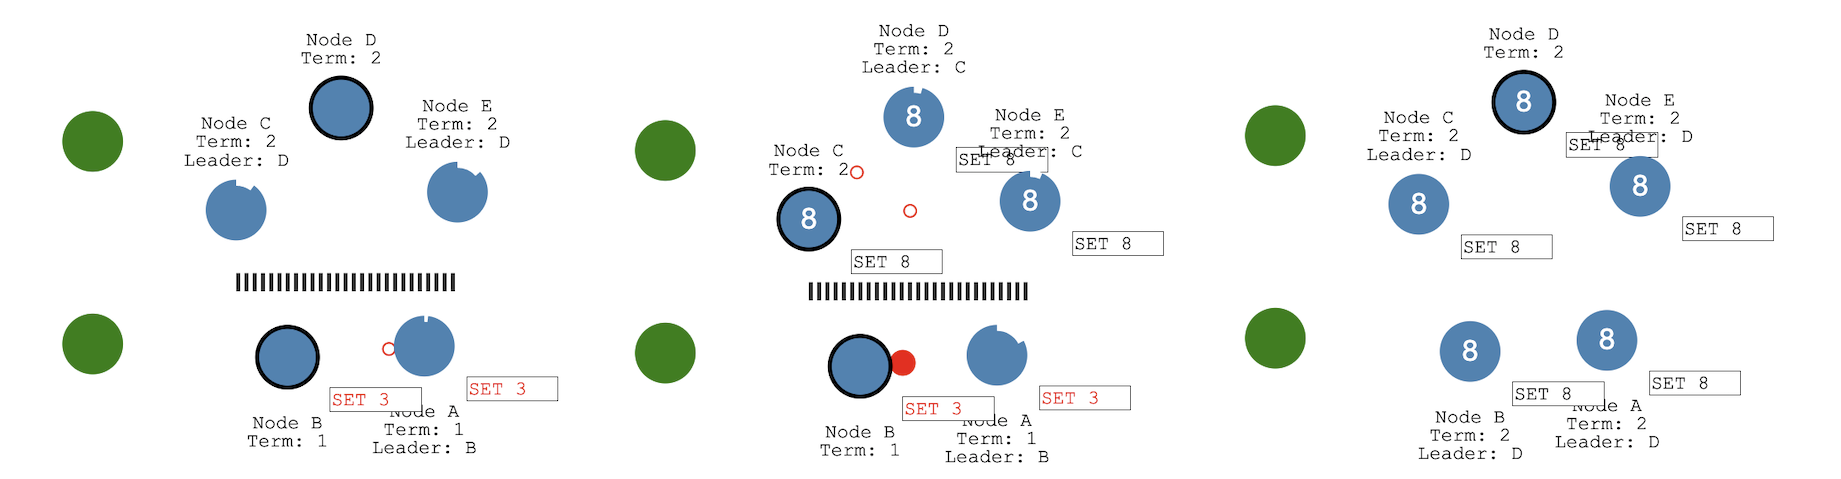 Node D
Term: 2
Node C
Term: 2
Leader: D
Node E
Term: 2
Leader: D
SET 3
SET 3
Node B
Term: 1
Node A
Term: 1
Leader: B
Node D
Term: 2
Leader: C
8
Node C
Term: 2
8
Node E
Term: 2
Leader: C
SET 8
8
SET 8
SET 8
SET 3
SET 3
Node B
Term: 1
Node A
Term: 1
Leader: B
Node D
Term: 2
8
Node C
Term: 2
Leader: D
Node E
Term: 2
Leader: D
SET 8
8
8
SET 8
SET 8
8
8
SET 8
SET 8
Node B
Term: 2
Leader: D
Node A
Term: 2
Leader: D